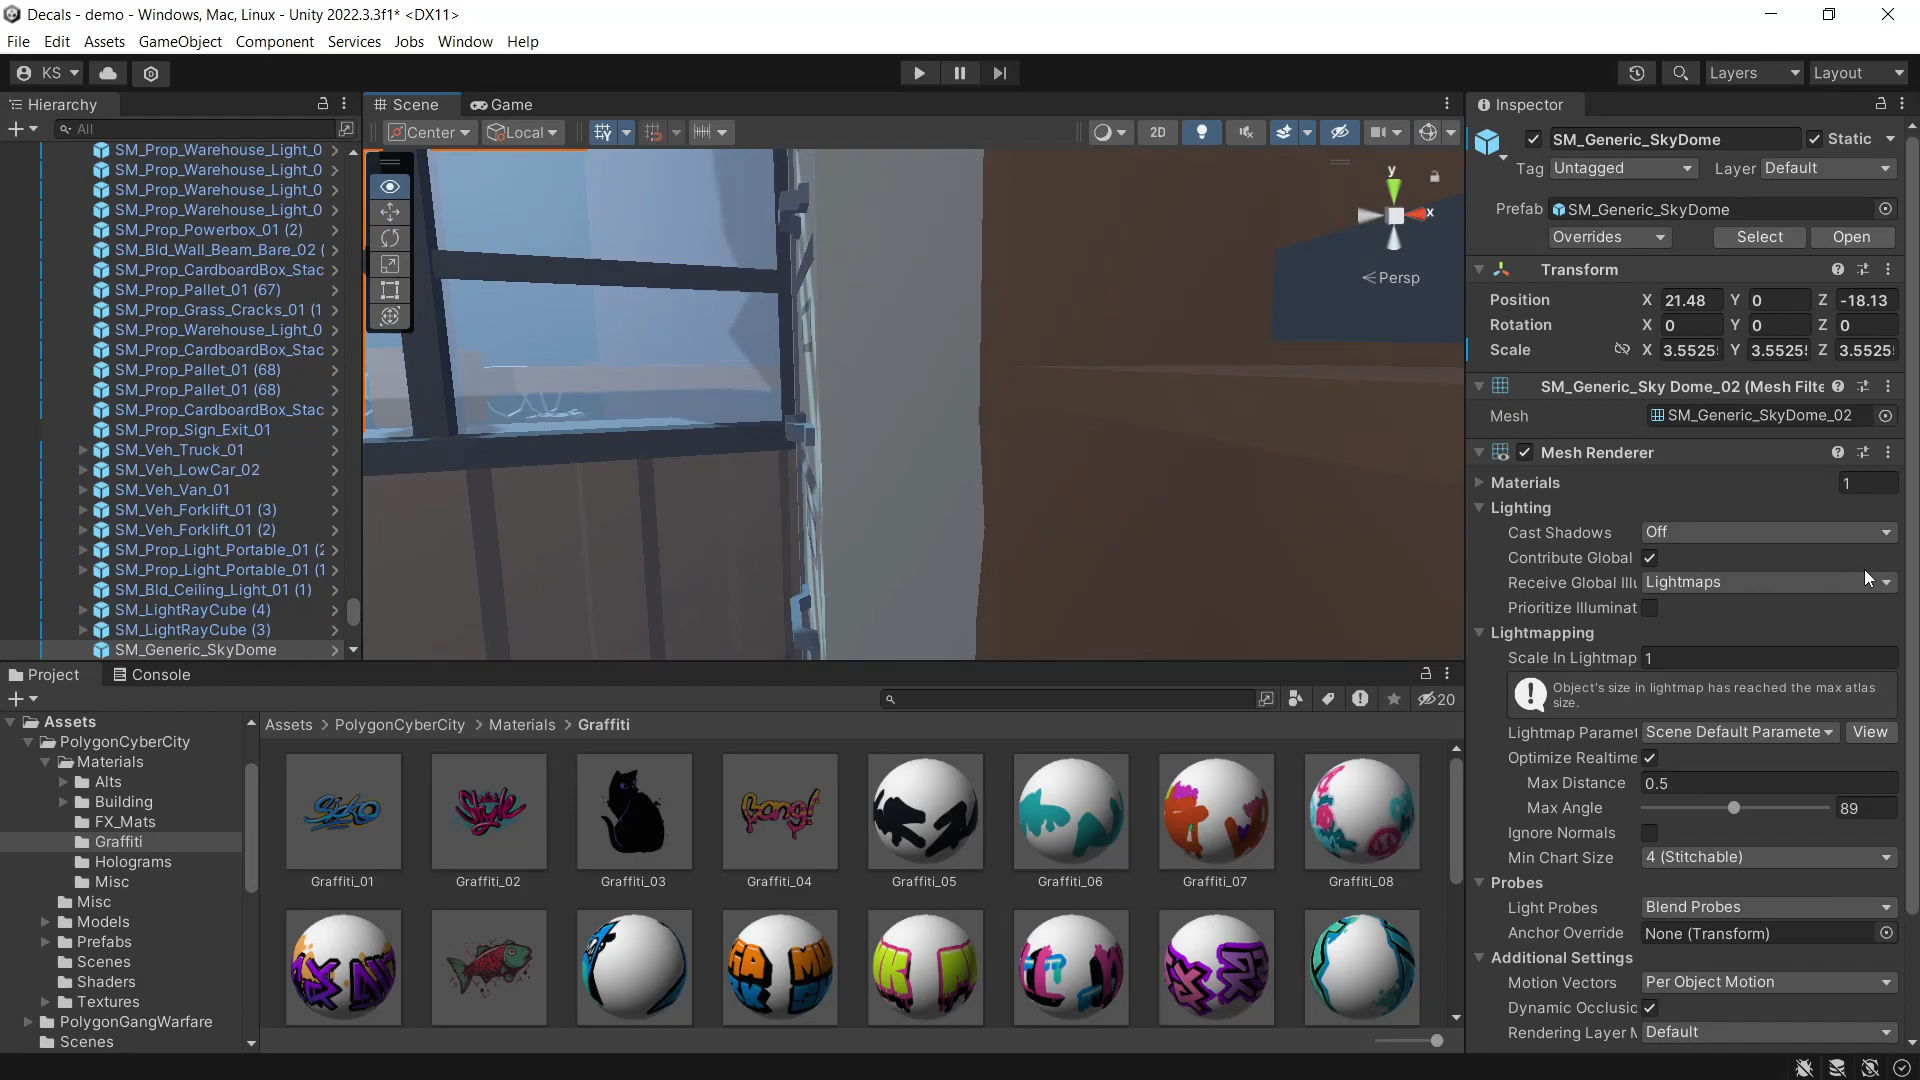 Decals - demo - Windows, Mac, Linux - Unity 2022.3.3f1* <DX11>
File Edit Assets GameObject Component Services Jobs Window Help
KS Layers Layout
Hierarchy
All
SM_Prop_Warehouse_Light_0
SM_Prop_Warehouse_Light_0
SM_Prop_Warehouse_Light_0
SM_Prop_Warehouse_Light_0
SM_Prop_Powerbox_01 (2)
SM_Bld_Wall_Beam_Bare_02 (
SM_Prop_CardboardBox_Stac
SM_Prop_Pallet_01 (67)
SM_Prop_Grass_Cracks_01 (1
SM_Prop_Warehouse_Light_0
SM_Prop_CardboardBox_Stac
SM_Prop_Pallet_01 (68)
SM_Prop_Pallet_01 (68)
SM_Prop_CardboardBox_Stac
SM_Prop_Sign_Exit_01
SM_Veh_Truck_01
SM_Veh_LowCar_02
SM_Veh_Van_01
SM_Veh_Forklift_01 (3)
SM_Veh_Forklift_01 (2)
SM_Prop_Light_Portable_01 (2
SM_Prop_Light_Portable_01 (1
SM_Bld_Ceiling_Light_01 (1)
SM_LightRayCube (4)
SM_LightRayCube (3)
SM_Generic_SkyDome
Scene Game
Center Local 2D
y
x
Persp
Project Console
20
Assets
PolygonCyberCity
Materials
Alts
Building
FX_Mats
Graffiti
Holograms
Misc
Misc
Models
Prefabs
Scenes
Shaders
Textures
PolygonGangWarfare
Scenes
Assets > PolygonCyberCity > Materials > Graffiti
Graffiti_01 Graffiti_02 Graffiti_03 Graffiti_04 Graffiti_05 Graffiti_06 Graffiti_07 Graffiti_08
Inspector
SM_Generic_SkyDome Static
Tag Untagged Layer Default
Prefab SM_Generic_SkyDome
Overrides Select Open
Transform
Position X 21.48 Y 0 Z -18.13
Rotation X 0 Y 0 Z 0
Scale X 3.5525 Y 3.5525 Z 3.5525
SM_Generic_Sky Dome_02 (Mesh Filte
Mesh SM_Generic_SkyDome_02
Mesh Renderer
Materials 1
Lighting
Cast Shadows Off
Contribute Global
Receive Global Illu Lightmaps
Prioritize Illuminat
Lightmapping
Scale In Lightmap 1
Object's size in lightmap has reached the max atlas
size.
Lightmap Paramet Scene Default Paramete View
Optimize Realtime
Max Distance 0.5
Max Angle 89
Ignore Normals
Min Chart Size 4 (Stitchable)
Probes
Light Probes Blend Probes
Anchor Override None (Transform)
Additional Settings
Motion Vectors Per Object Motion
Dynamic Occlusic
Rendering Layer M Default